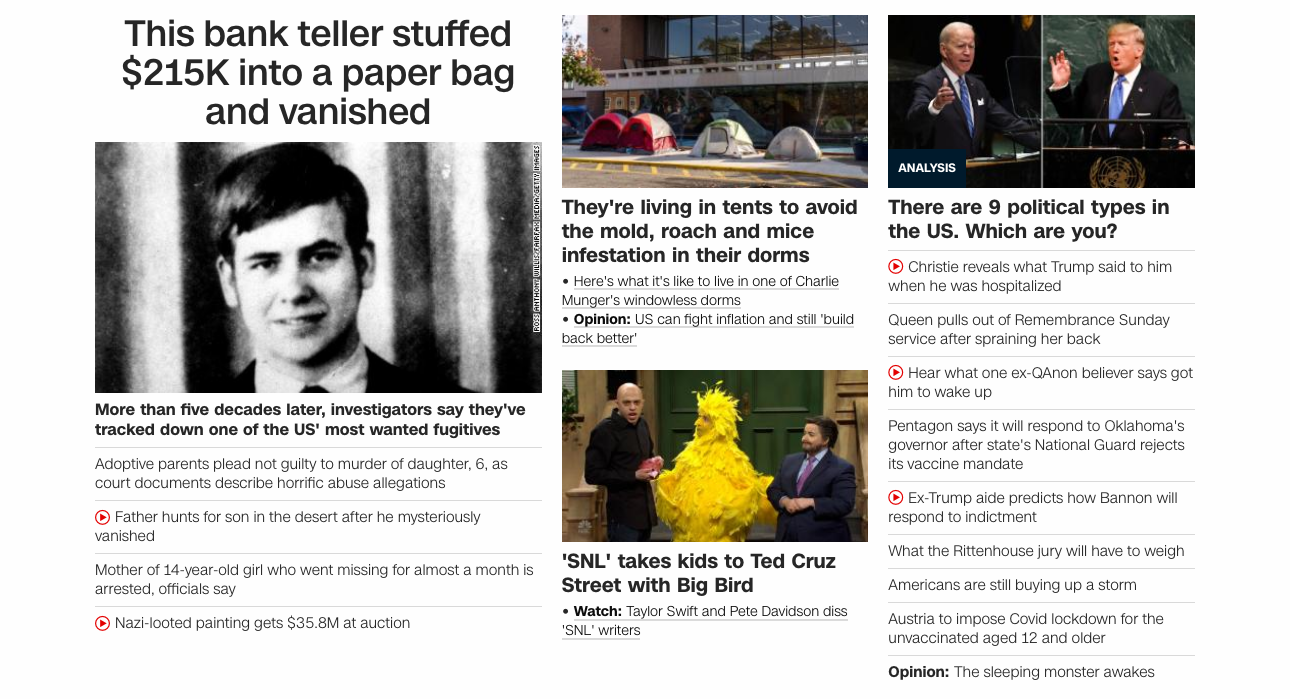 This bank teller stuffed
$215K into a paper bag
and vanished
ROSS ANTHONY WILLIS/FAIRFAX MEDIA/GETTY IMAGES
More than five decades later, investigators say they've
tracked down one of the US' most wanted fugitives
Adoptive parents plead not guilty to murder of daughter, 6, as
court documents describe horrific abuse allegations
Father hunts for son in the desert after he mysteriously
vanished
Mother of 14-year-old girl who went missing for almost a month is
arrested, officials say
Nazi-looted painting gets $35.8M at auction
They're living in tents to avoid
the mold, roach and mice
infestation in their dorms
• Here's what it's like to live in one of Charlie
Munger's windowless dorms
• Opinion: US can fight inflation and still 'build
back better'
'SNL' takes kids to Ted Cruz
Street with Big Bird
• Watch: Taylor Swift and Pete Davidson diss
'SNL' writers
ANALYSIS
There are 9 political types in
the US. Which are you?
Christie reveals what Trump said to him
when he was hospitalized
Queen pulls out of Remembrance Sunday
service after spraining her back
Hear what one ex-QAnon believer says got
him to wake up
Pentagon says it will respond to Oklahoma's
governor after state's National Guard rejects
its vaccine mandate
Ex-Trump aide predicts how Bannon will
respond to indictment
What the Rittenhouse jury will have to weigh
Americans are still buying up a storm
Austria to impose Covid lockdown for the
unvaccinated aged 12 and older
Opinion: The sleeping monster awakes